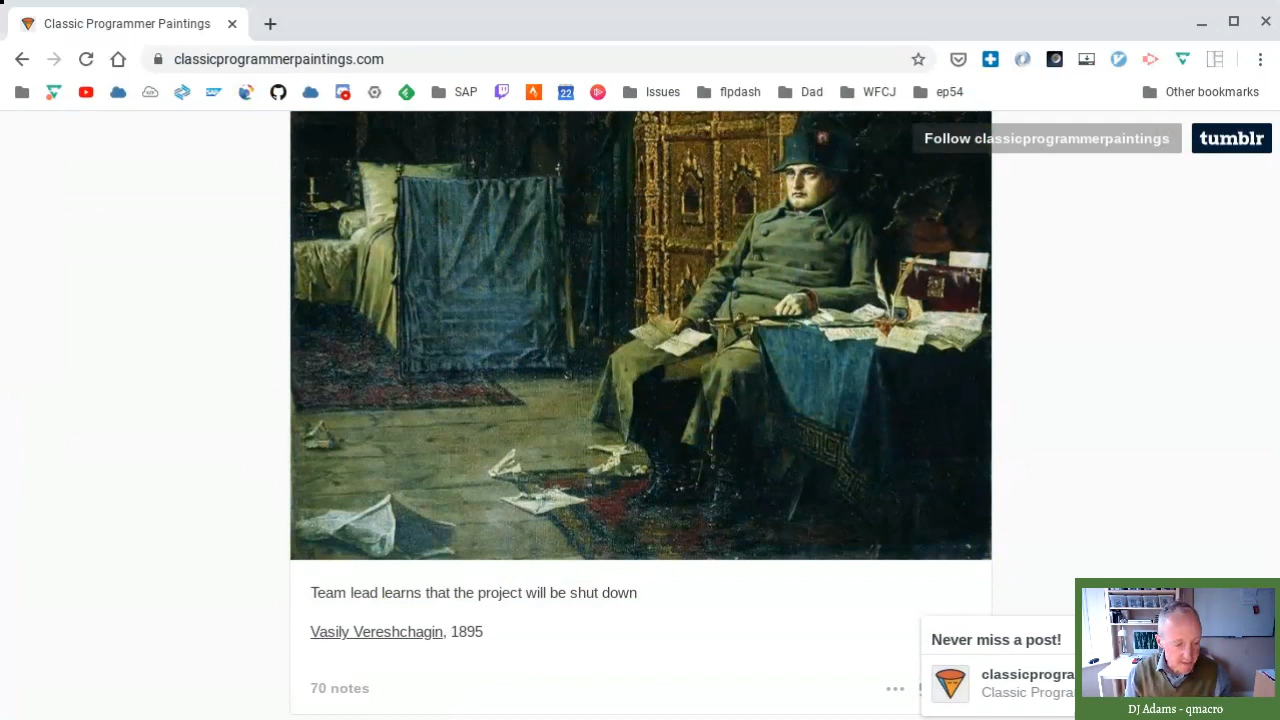 Classic Programmer Paintings
classicprogrammerpaintings.com
SAP
22
Issues
flpdash
Dad
WFCJ
ep54
Other bookmarks
Follow classicprogrammerpaintings
tumblr
Team lead learns that the project will be shut down
Vasily Vereshchagin, 1895
Never miss a post!
classicprogra
Classic Progra
70 notes
DJ Adams - qmacro